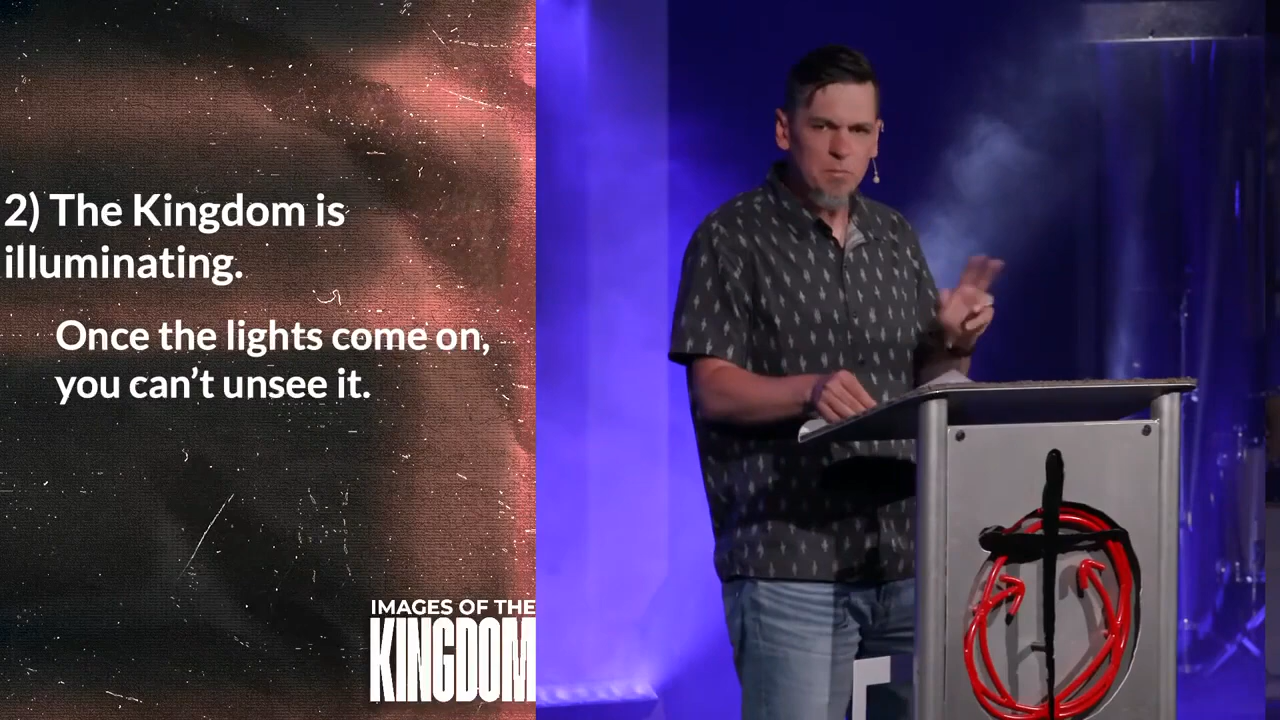 2) The Kingdom is
illuminating.
Once the lights come on,
you can’t unsee it.
IMAGES OF THE
KINGDOM